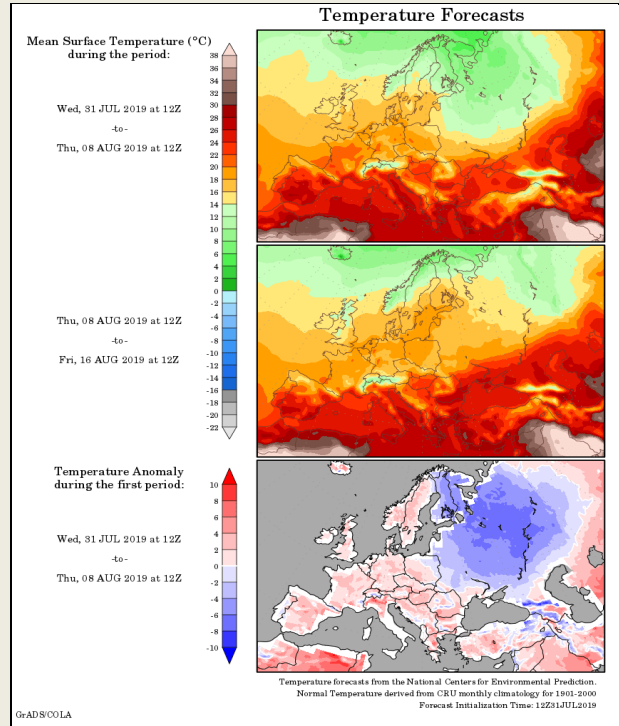 Temperature Forecasts
Mean Surface Temperature (°C)
during the period:
Wed, 31 JUL 2019 at 12Z
-to-
Thu, 08 AUG 2019 at 12Z
38
36
34
32
31
30
29
28
26
24
22
20
18
16
14
12
10
8
6
4
2
0
-2
-4
-6
-8
-10
-12
-14
-16
-17
-18
-20
-22
Thu, 08 AUG 2019 at 12Z
-to-
Fri, 16 AUG 2019 at 12Z
Temperature Anomaly
during the first period:
Wed, 31 JUL 2019 at 12Z
-to-
Thu, 08 AUG 2019 at 12Z
10
8
6
4
2
0
-2
-4
-6
-8
-10
Temperature forecasts from the National Centers for Environmental Prediction.
Normal Temperature derived from CRU monthly climatology for 1901-2000
Forecast Initialization Time: 12Z31JUL2019
GrADS/COLA